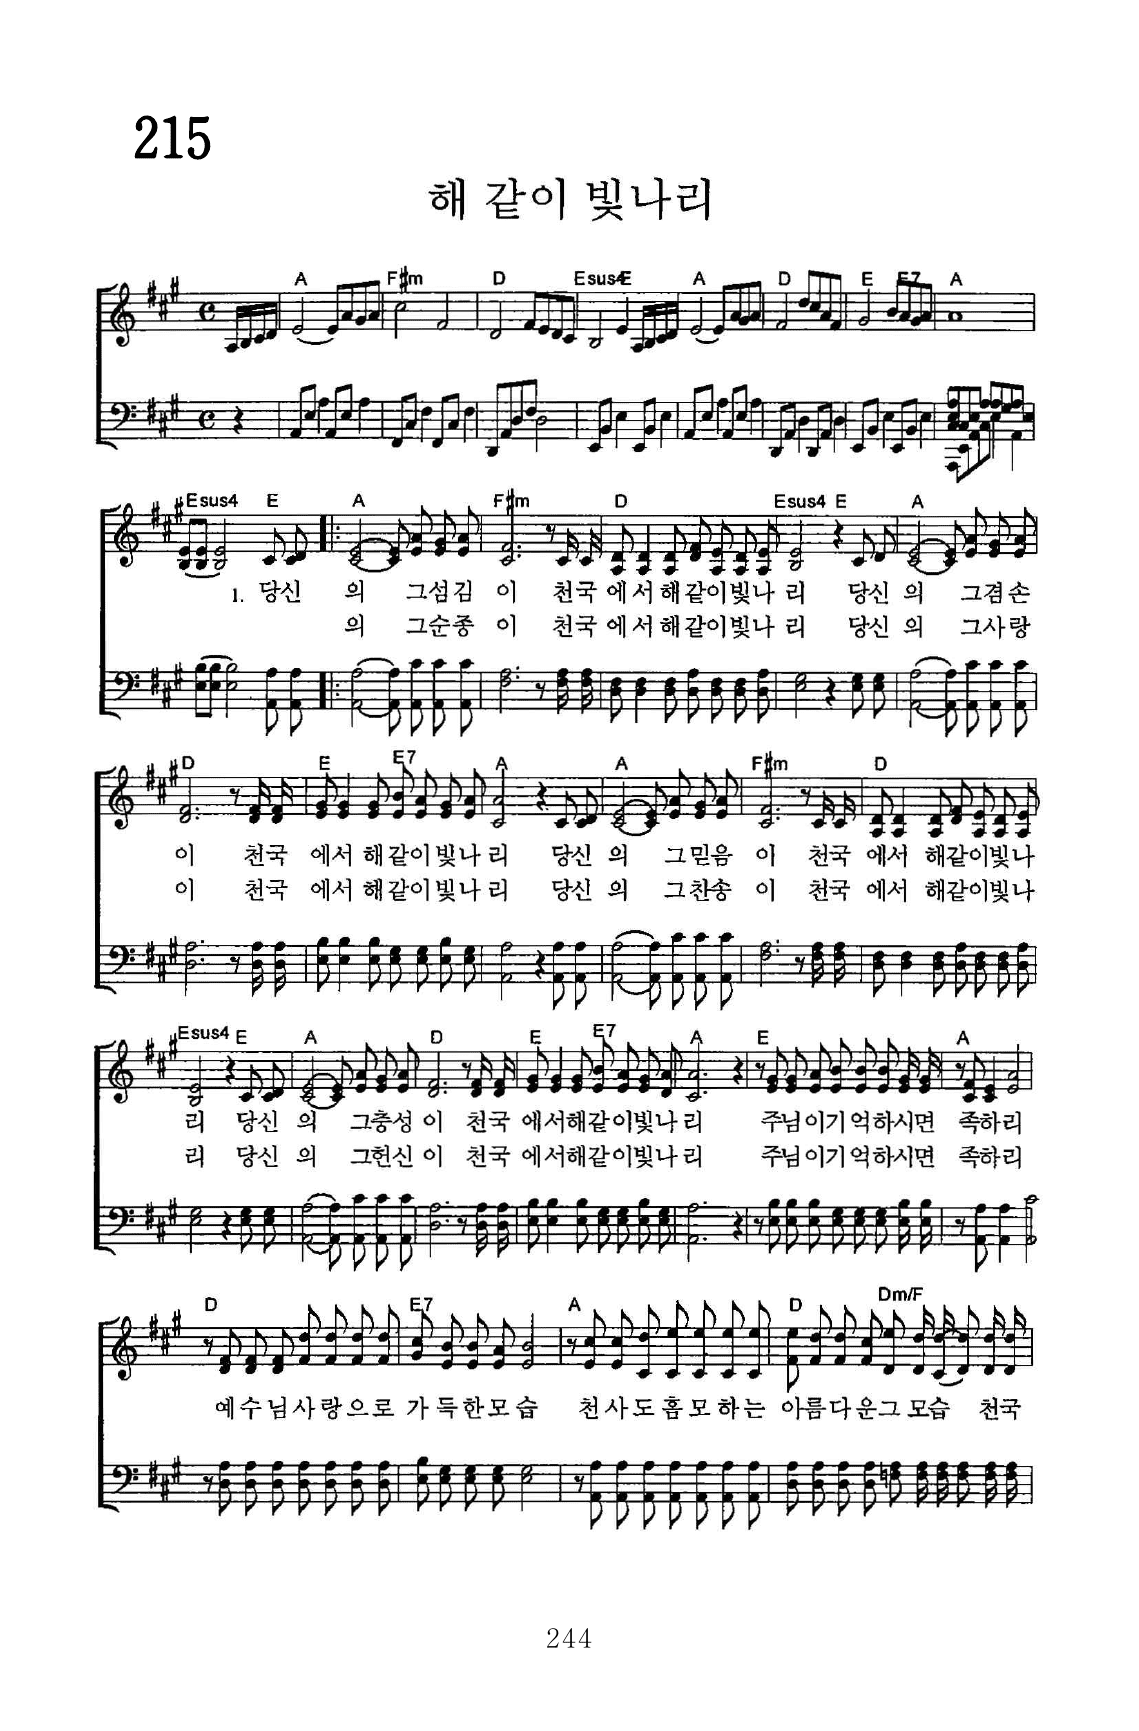 215
해 같이 빛나리
A F#m D Esus4 E A D E E7 A
Esus4 E A F#m D Esus4 E A
1. 당신 의 그섬김 이 천국 에서 해같이빛나 리 당신 의 그겸손
의 그순종 이 천국 에서 해같이빛나 리 당신 의 그사랑
D E E7 A A F#m D
이 천국 에서 해같이빛나 리 당신 의 그믿음 이 천국 에서 해같이빛나
이 천국 에서 해같이빛나 리 당신 의 그찬송 이 천국 에서 해같이빛나
Esus4 E A D E E7 A E A
리 당신 의 그충성 이 천국 에서해같이빛나 리 주님이기억하시면 족하리
리 당신 의 그헌신 이 천국 에서해같이빛나 리 주님이기억하시면 족하리
D E7 A D Dm/F
예수님사랑으로 가득한모습 천사도흠모하는 아름다운그 모습 천국
244